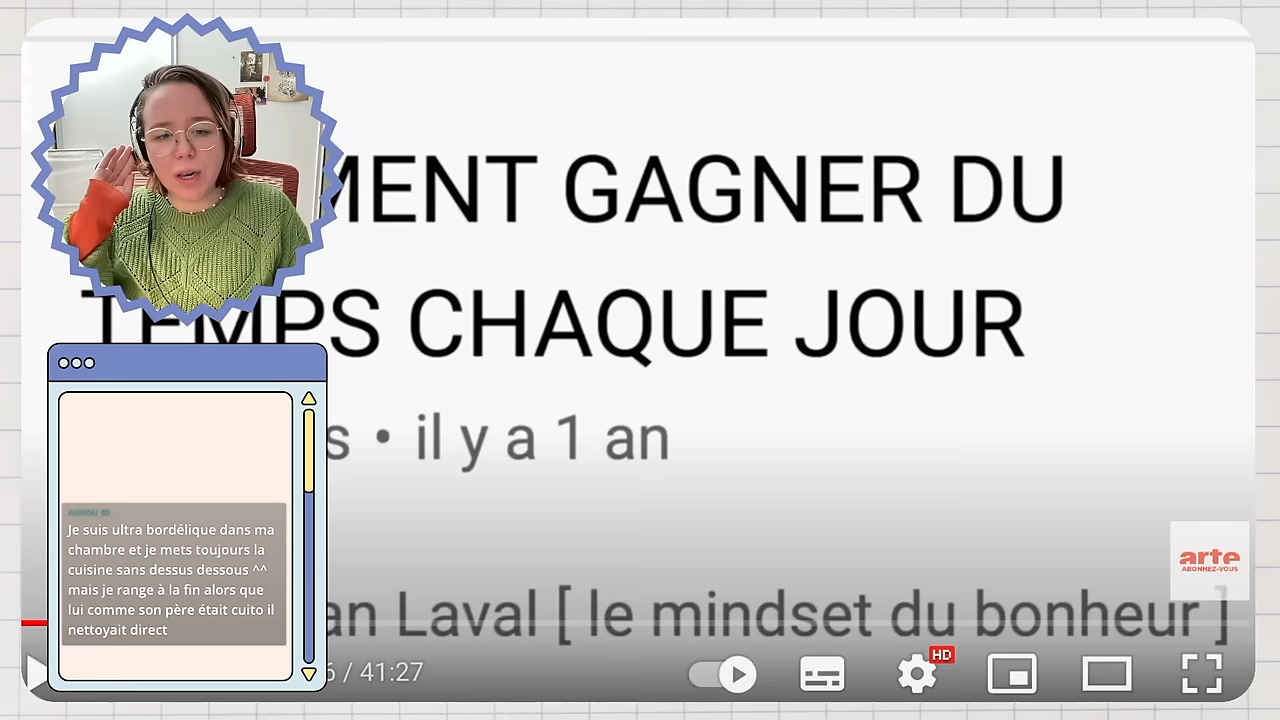 MENT GAGNER DU
TEMPS CHAQUE JOUR
s • il y a 1 an
an Laval [ le mindset du bonheur ]
arte
ABONNEZ-VOUS
HD
/ 41:27
Je suis ultra bordélique dans ma
chambre et je mets toujours la
cuisine sans dessus dessous ^^
mais je range à la fin alors que
lui comme son père était cuito il
nettoyait direct